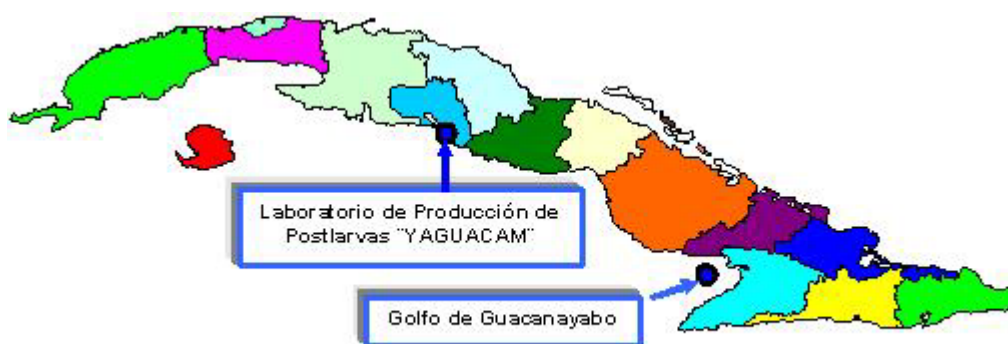 Laboratorio de Producción de
Postlarvas ¨YAGUACAM¨
Golfo de Guacanayabo